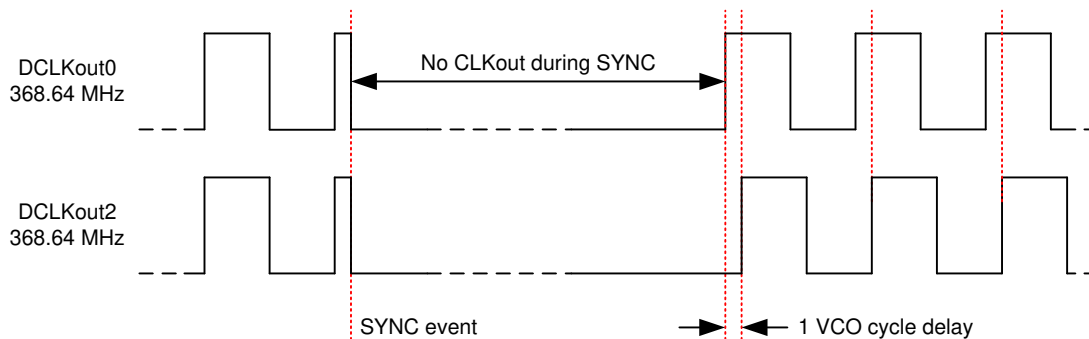 DCLKout0
368.64 MHz
No CLKout during SYNC
DCLKout2
368.64 MHz
SYNC event
1 VCO cycle delay